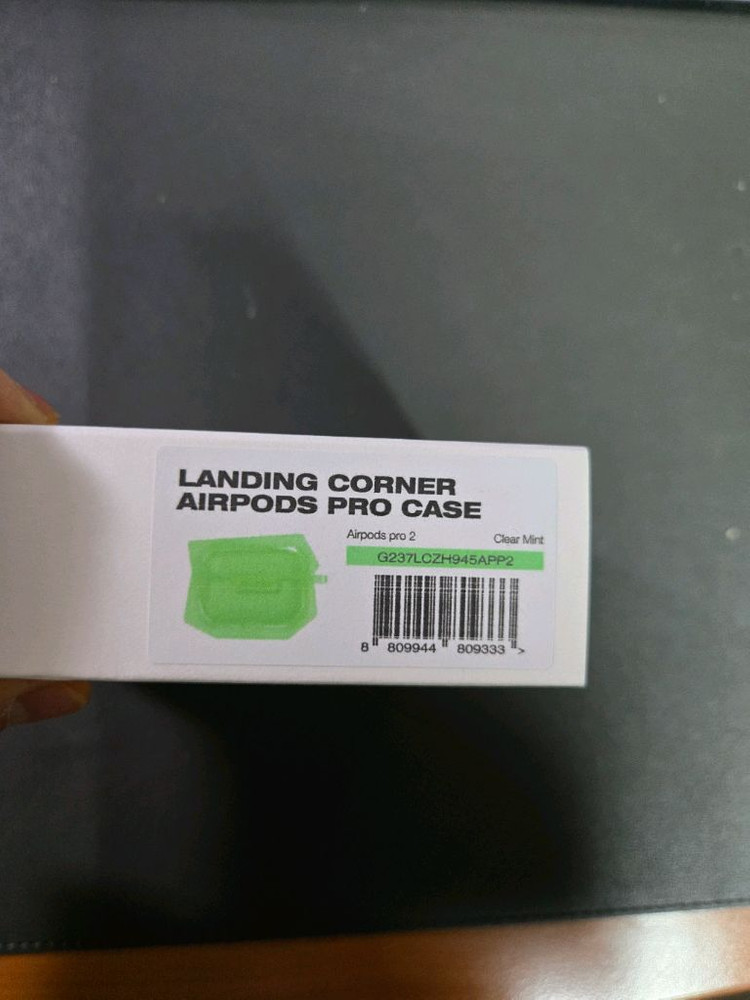 LANDING CORNER
AIRPODS PRO CASE
Airpods pro 2 Clear Mint
G237LCZH945APP2
8 809944 809333 >